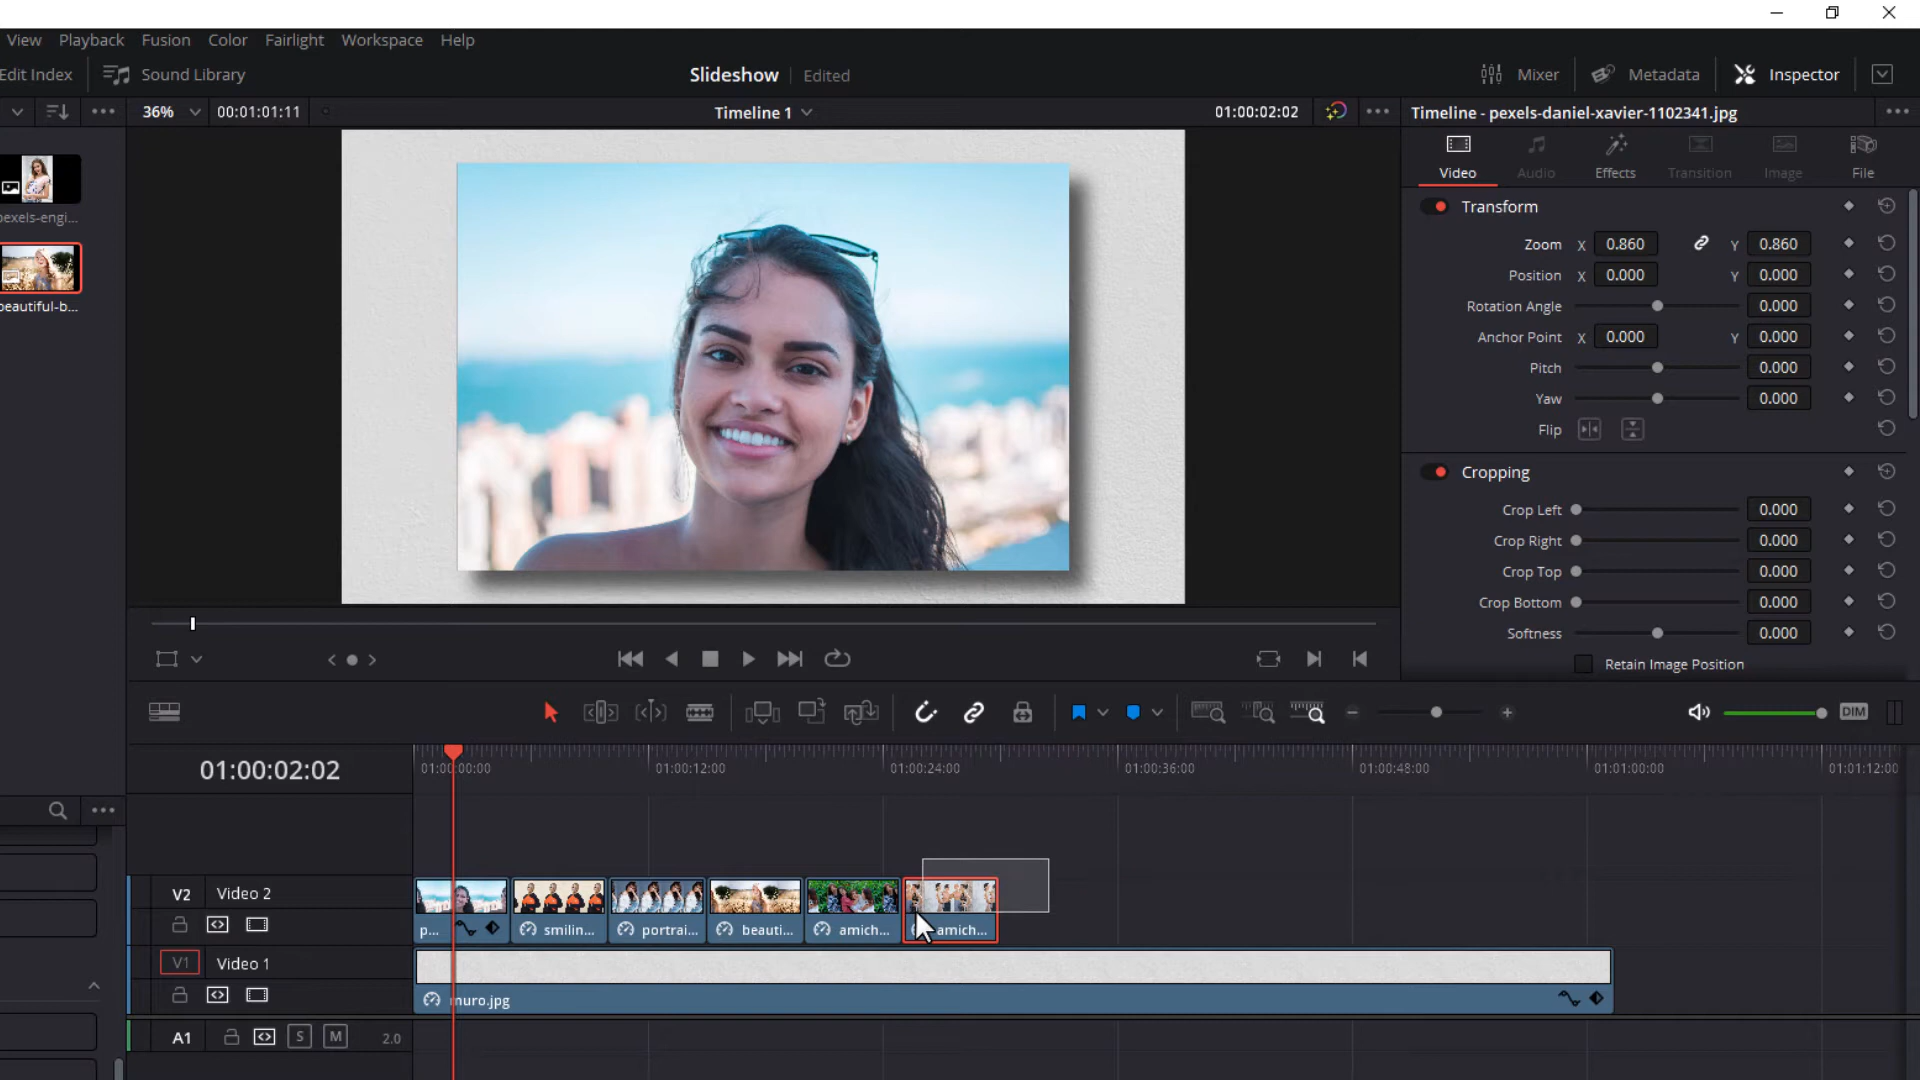 View Playback Fusion Color Fairlight Workspace Help
Edit Index Sound Library Slideshow Edited Mixer Metadata Inspector
36% 00:01:01:11 Timeline 1 01:00:02:02 Timeline - pexels-daniel-xavier-1102341.jpg
Video Audio Effects Transition Image File
pexels-engi...
beautiful-b...
Transform
Zoom X 0.860 Y 0.860
Position X 0.000 Y 0.000
Rotation Angle 0.000
Anchor Point X 0.000 Y 0.000
Pitch 0.000
Yaw 0.000
Flip
Cropping
Crop Left 0.000
Crop Right 0.000
Crop Top 0.000
Crop Bottom 0.000
Softness 0.000
Retain Image Position
DIM
01:00:02:02
01:00:00:00 01:00:12:00 01:00:24:00 01:00:36:00 01:00:48:00 01:01:00:00 01:01:12:00
V2 Video 2
p... smilin... portrai... beauti... amich... amich...
V1 Video 1
muro.jpg
A1 S M 2.0